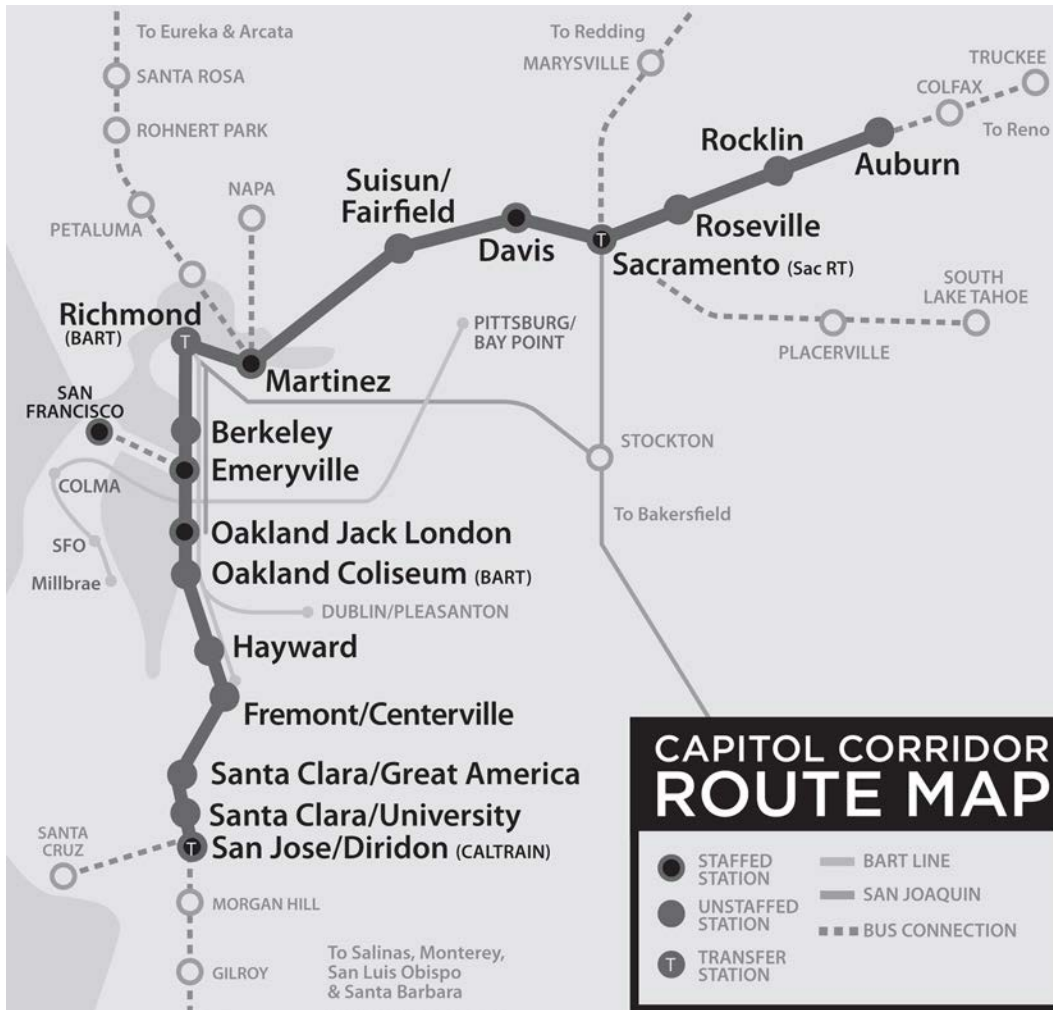 To Eureka & Arcata
SANTA ROSA
ROHNERT PARK
PETALUMA
NAPA
To Redding
MARYSVILLE
TRUCKEE
COLFAX
To Reno
Rocklin
Auburn
Roseville
Suisun/
Fairfield
Davis
Sacramento (Sac RT)
T
SOUTH
LAKE TAHOE
PLACERVILLE
Richmond
(BART)
T
Martinez
PITTSBURG/
BAY POINT
SAN
FRANCISCO
Berkeley
Emeryville
STOCKTON
COLMA
To Bakersfield
Oakland Jack London
SFO
Oakland Coliseum (BART)
Millbrae
DUBLIN/PLEASANTON
Hayward
Fremont/Centerville
Santa Clara/Great America
Santa Clara/University
T
San Jose/Diridon (CALTRAIN)
SANTA
CRUZ
MORGAN HILL
GILROY
To Salinas, Monterey,
San Luis Obispo
& Santa Barbara
CAPITOL CORRIDOR
ROUTE MAP
STAFFED
STATION
UNSTAFFED
STATION
T
TRANSFER
STATION
BART LINE
SAN JOAQUIN
BUS CONNECTION